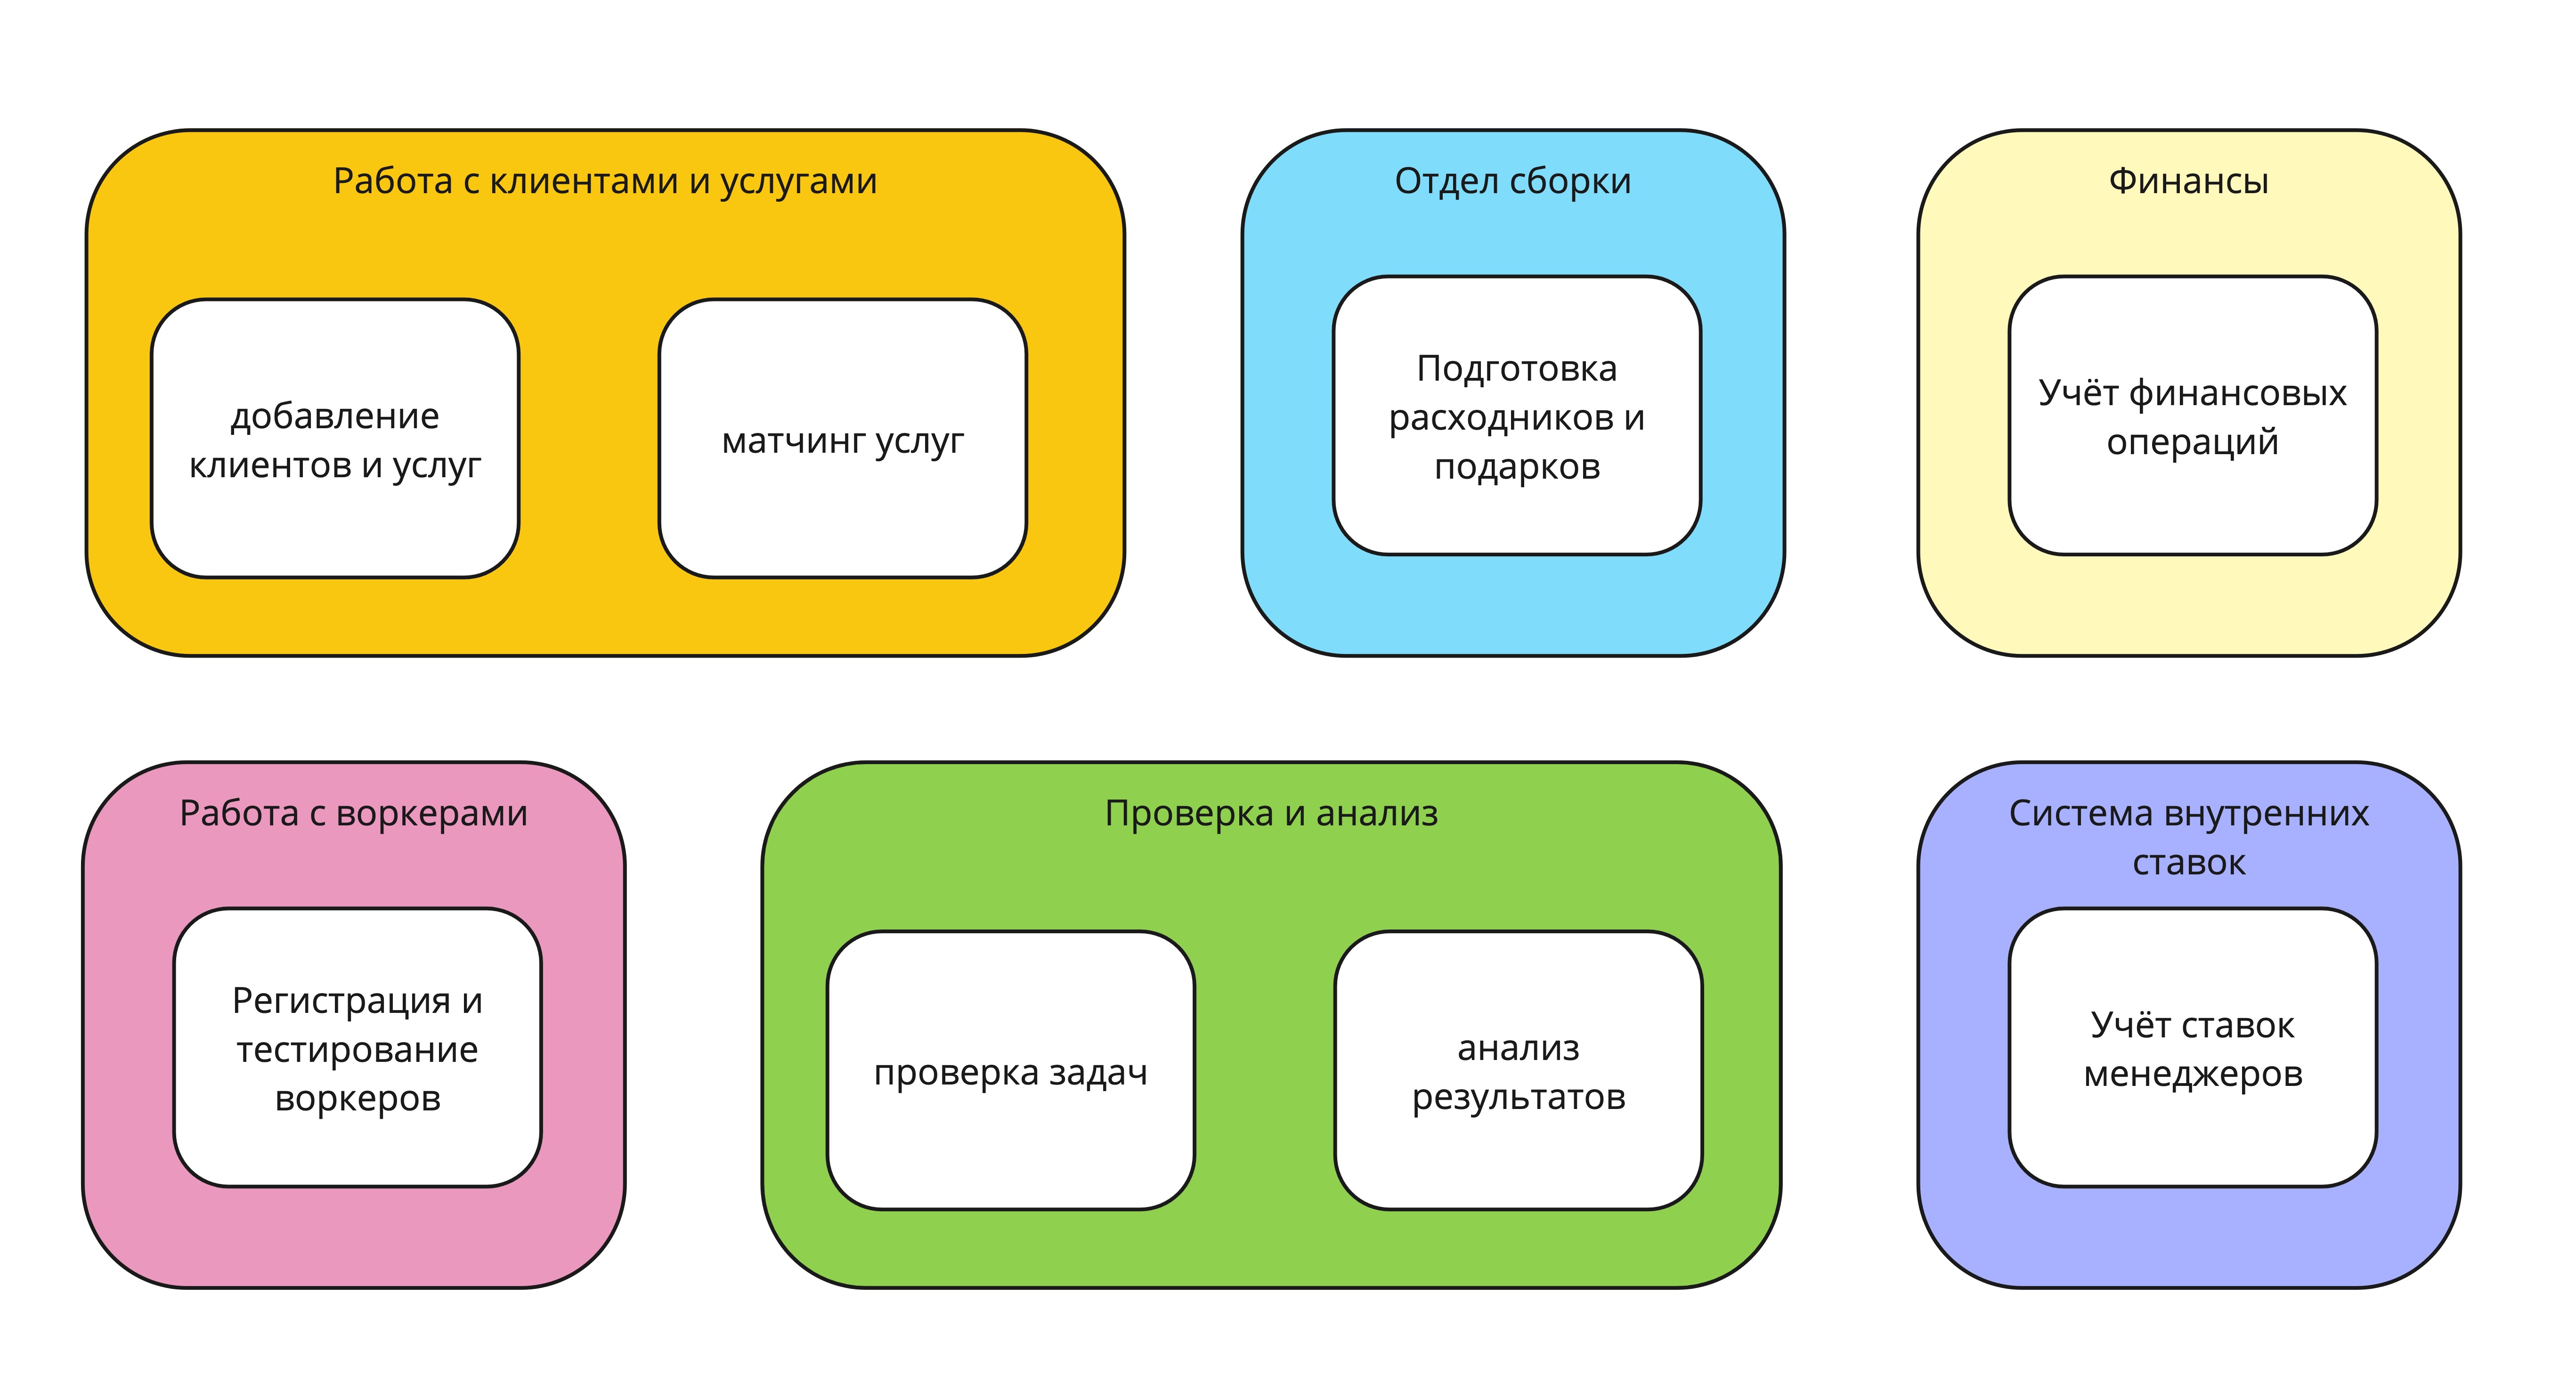 Работа с клиентами и услугами
добавление
клиентов и услуг
матчинг услуг
Отдел сборки
Подготовка
расходников и
подарков
Финансы
Учёт финансовых
операций
Работа с воркерами
Регистрация и
тестирование
воркеров
Проверка и анализ
проверка задач
анализ
результатов
Система внутренних
ставок
Учёт ставок
менеджеров